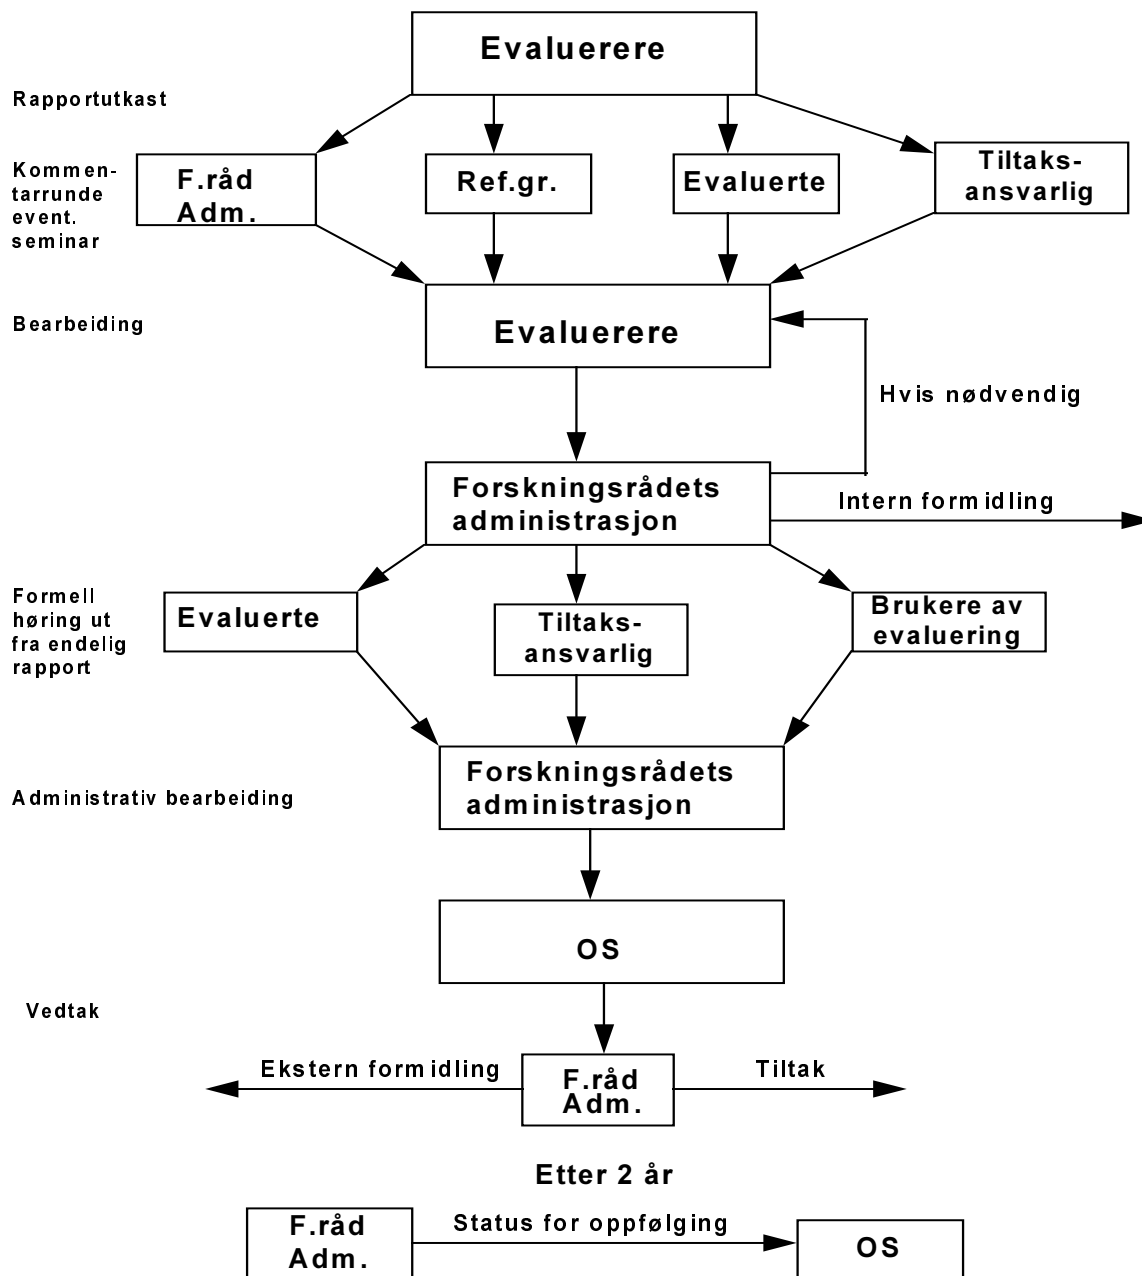 Evaluerere
Rapportutkast
Kommen-
tarrunde
event.
seminar
F.råd
Adm.
Ref.gr.
Evaluerte
Tiltaks-
ansvarlig
Bearbeiding
Evaluerere
Hvis nødvendig
Forskningsrådets
administrasjon
Intern formidling
Formell
høring ut
fra endelig
rapport
Evaluerte
Tiltaks-
ansvarlig
Brukere av
evaluering
Administrativ bearbeiding
Forskningsrådets
administrasjon
OS
Vedtak
Ekstern formidling
F.råd
Adm.
Tiltak
Etter 2 år
F.råd
Adm.
Status for oppfølging
OS